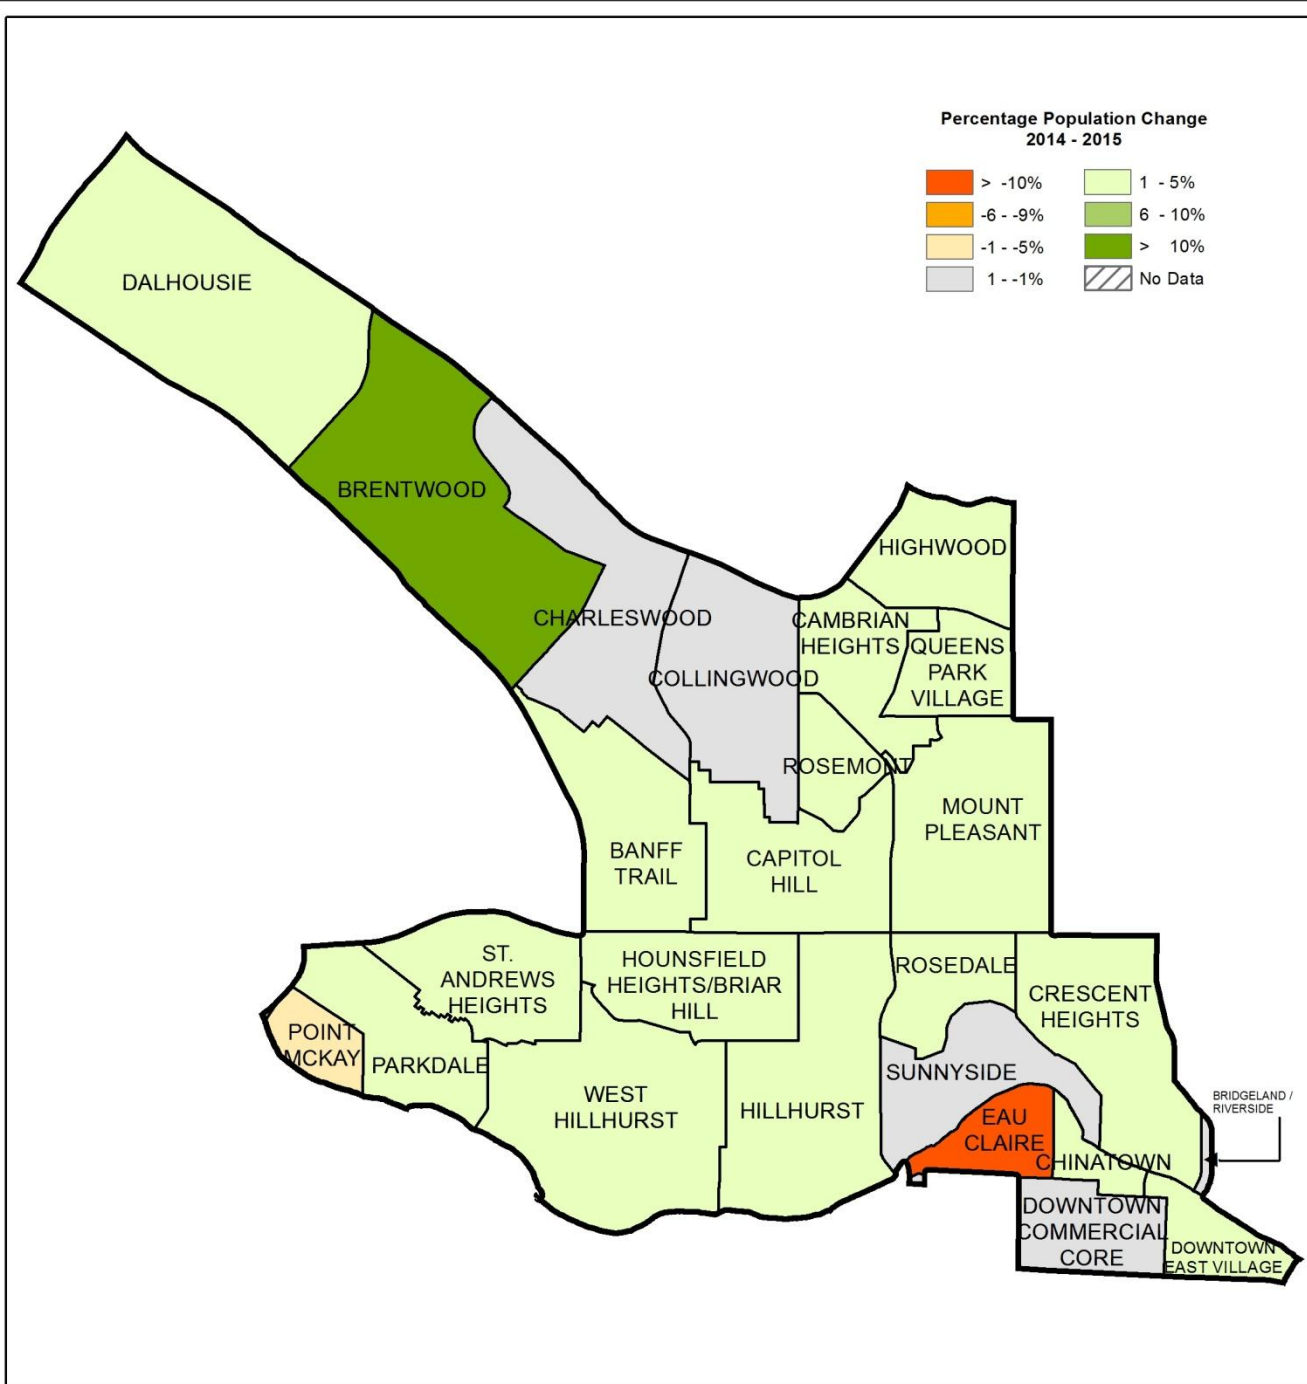 Percentage Population Change
2014 - 2015
> -10%
-6 - -9%
-1 - -5%
1 - -1%
1 - 5%
6 - 10%
> 10%
No Data
DALHOUSIE
BRENTWOOD
CHARLESWOOD
COLLINGWOOD
HIGHWOOD
CAMBRIAN
HEIGHTS
QUEENS
PARK
VILLAGE
ROSEMONT
MOUNT
PLEASANT
BANFF
TRAIL
CAPITOL
HILL
ST.
ANDREWS
HEIGHTS
HOUNSFIELD
HEIGHTS/BRIAR
HILL
ROSEDALE
CRESCENT
HEIGHTS
POINT
MCKAY
PARKDALE
WEST
HILLHURST
HILLHURST
SUNNYSIDE
EAU
CLAIRE
BRIDGELAND /
RIVERSIDE
CHINATOWN
DOWNTOWN
COMMERCIAL
CORE
DOWNTOWN
EAST VILLAGE